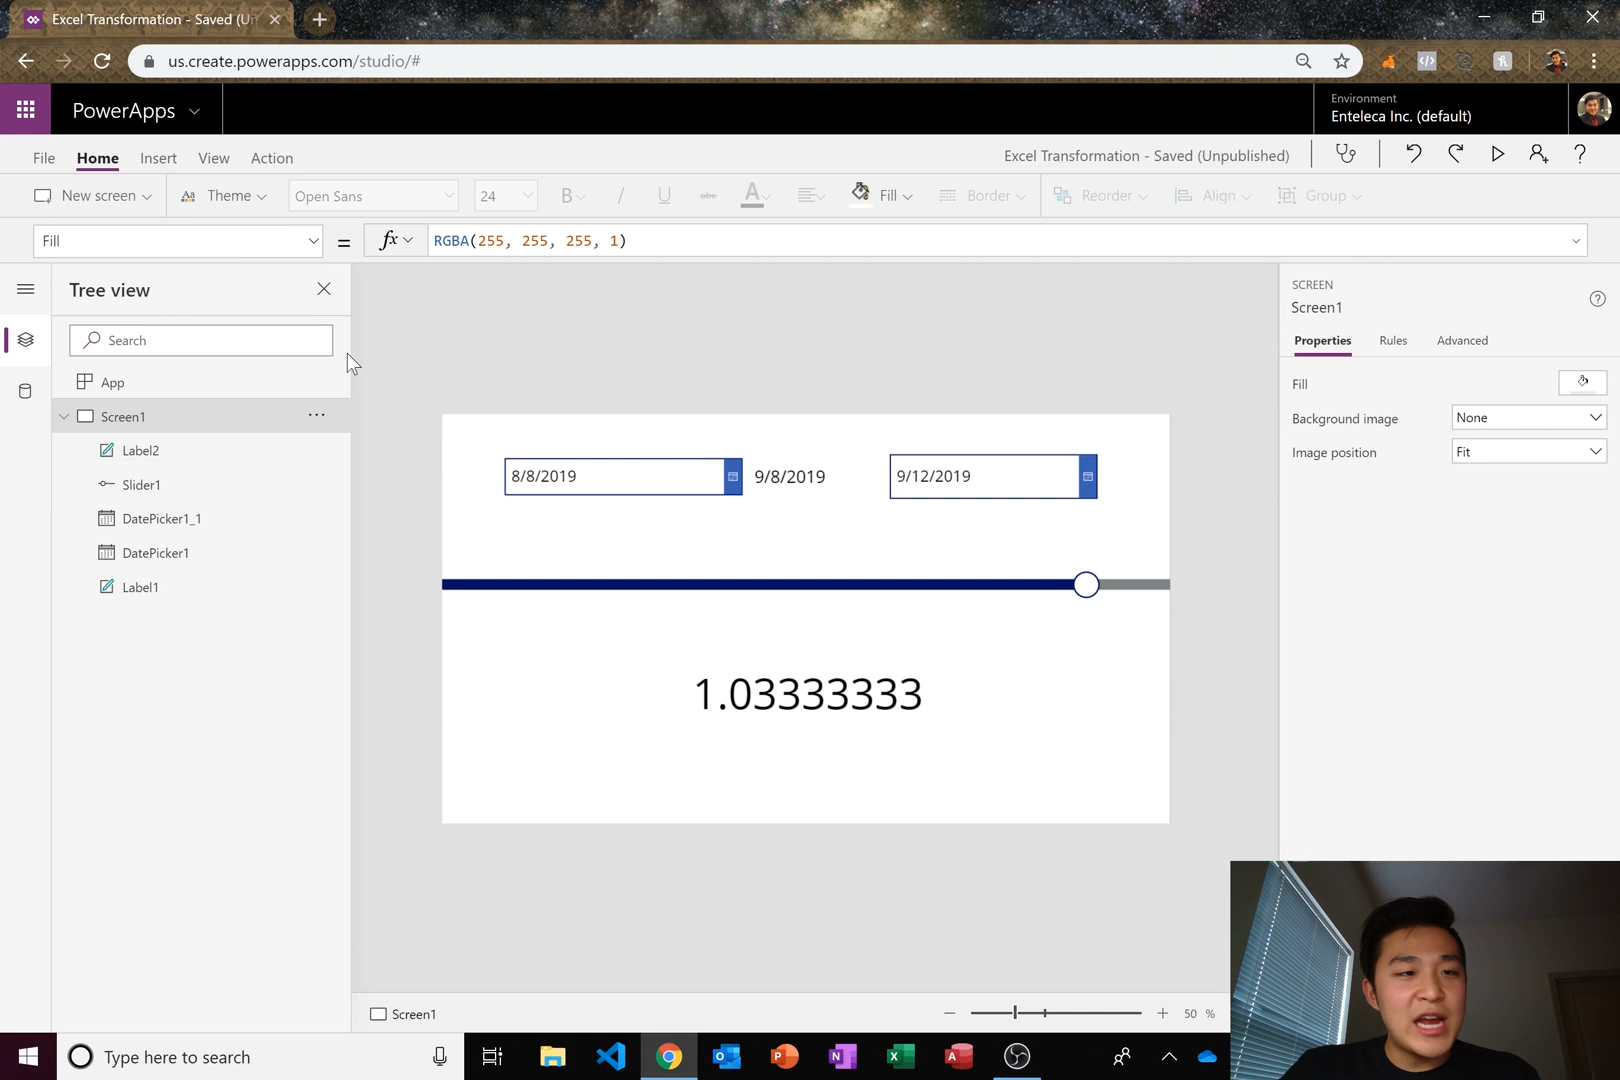 Excel Transformation - Saved (Un
us.create.powerapps.com/studio/#
PowerApps
Environment
Enteleca Inc. (default)
File Home Insert View Action
Excel Transformation - Saved (Unpublished)
New screen Theme Open Sans 24 B / U abc A Fill Border Reorder Align Group
Fill = fx RGBA(255, 255, 255, 1)
Tree view
Search
App
Screen1
Label2
Slider1
DatePicker1_1
DatePicker1
Label1
8/8/2019 9/8/2019 9/12/2019
1.03333333
SCREEN
Screen1
Properties Rules Advanced
Fill
Background image None
Image position Fit
Screen1 50 %
Type here to search